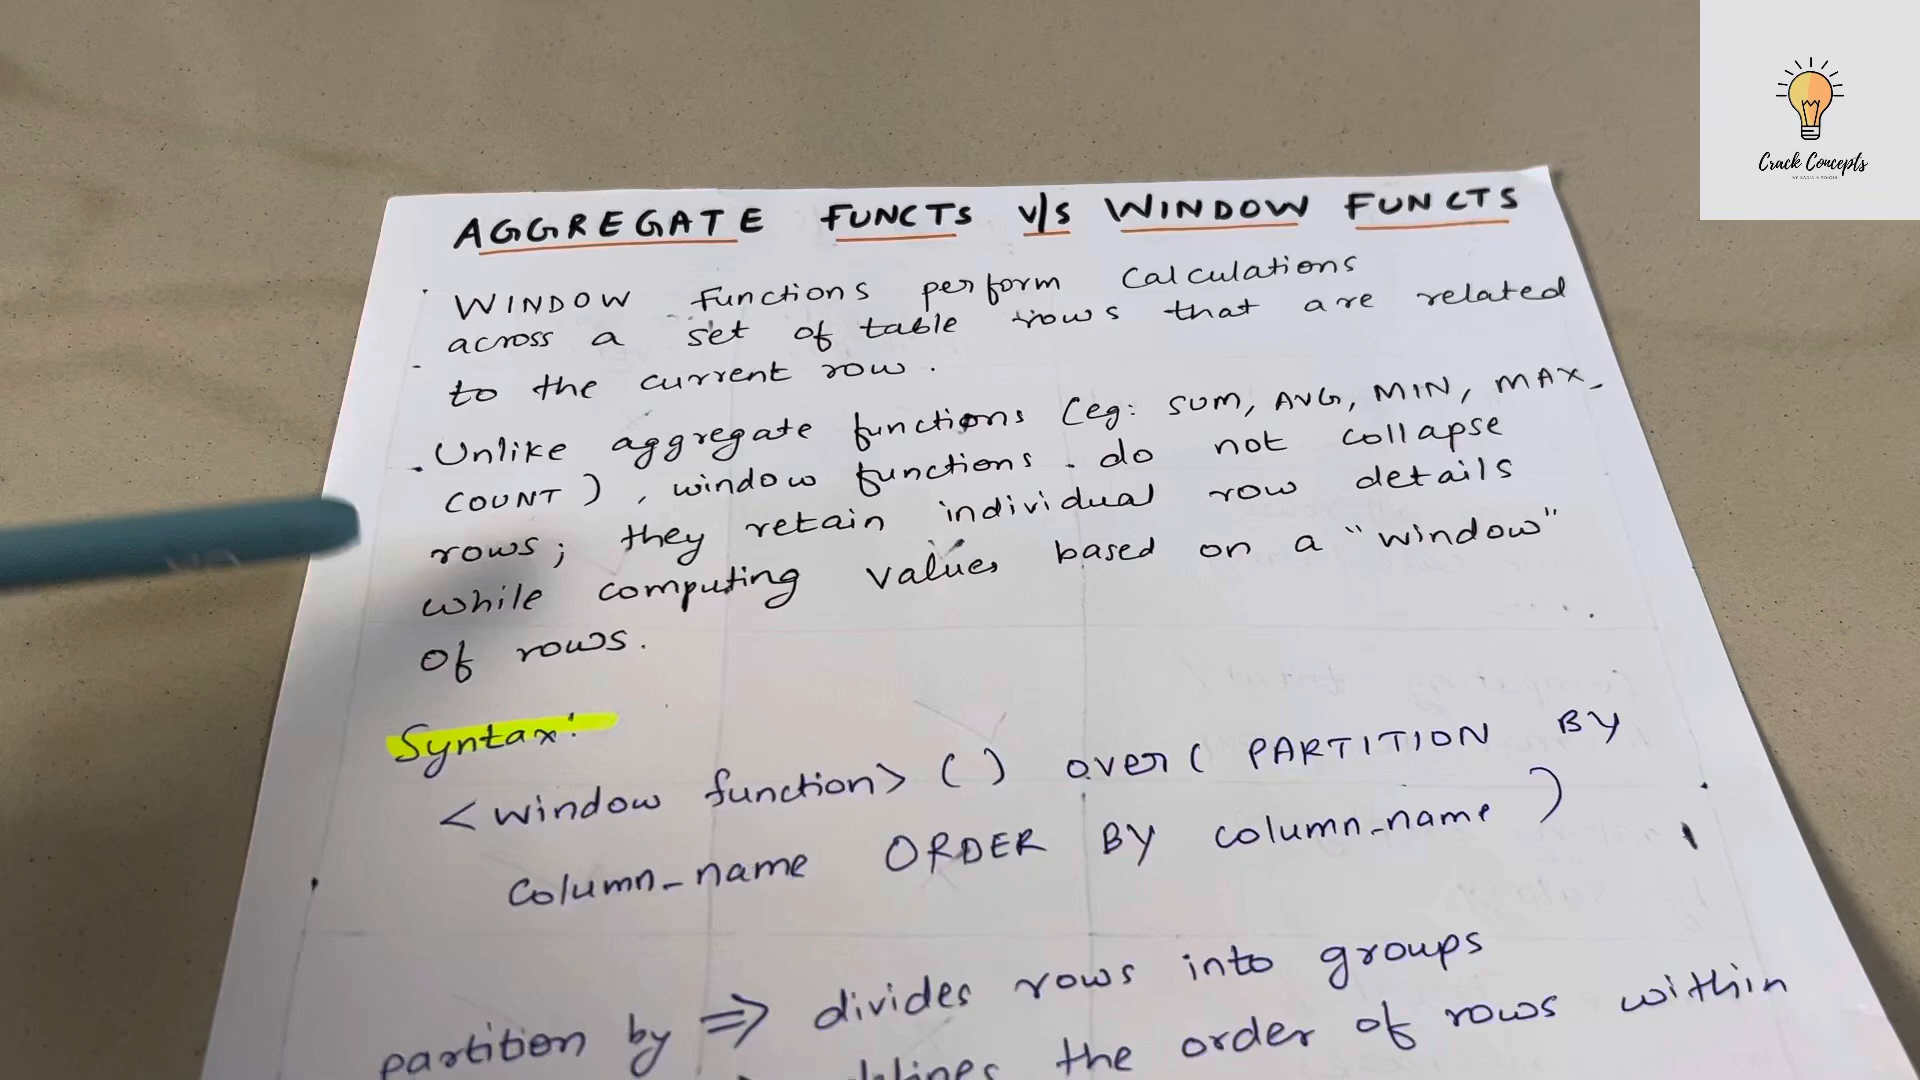 Crack Concepts
AGGREGATE FUNCTS v/s WINDOW FUNCTS
. WINDOW functions perform calculations
across a set of table rows that are related
to the current row.
. Unlike aggregate functions (eg: SUM, AVG, MIN, MAX,
COUNT), window functions do not collapse
rows; they retain individual row details
while computing values based on a "window"
of rows.
Syntax:
<window function> ( ) over ( PARTITION BY
column_name ORDER BY column_name )
partition by => divides rows into groups
the order of rows within